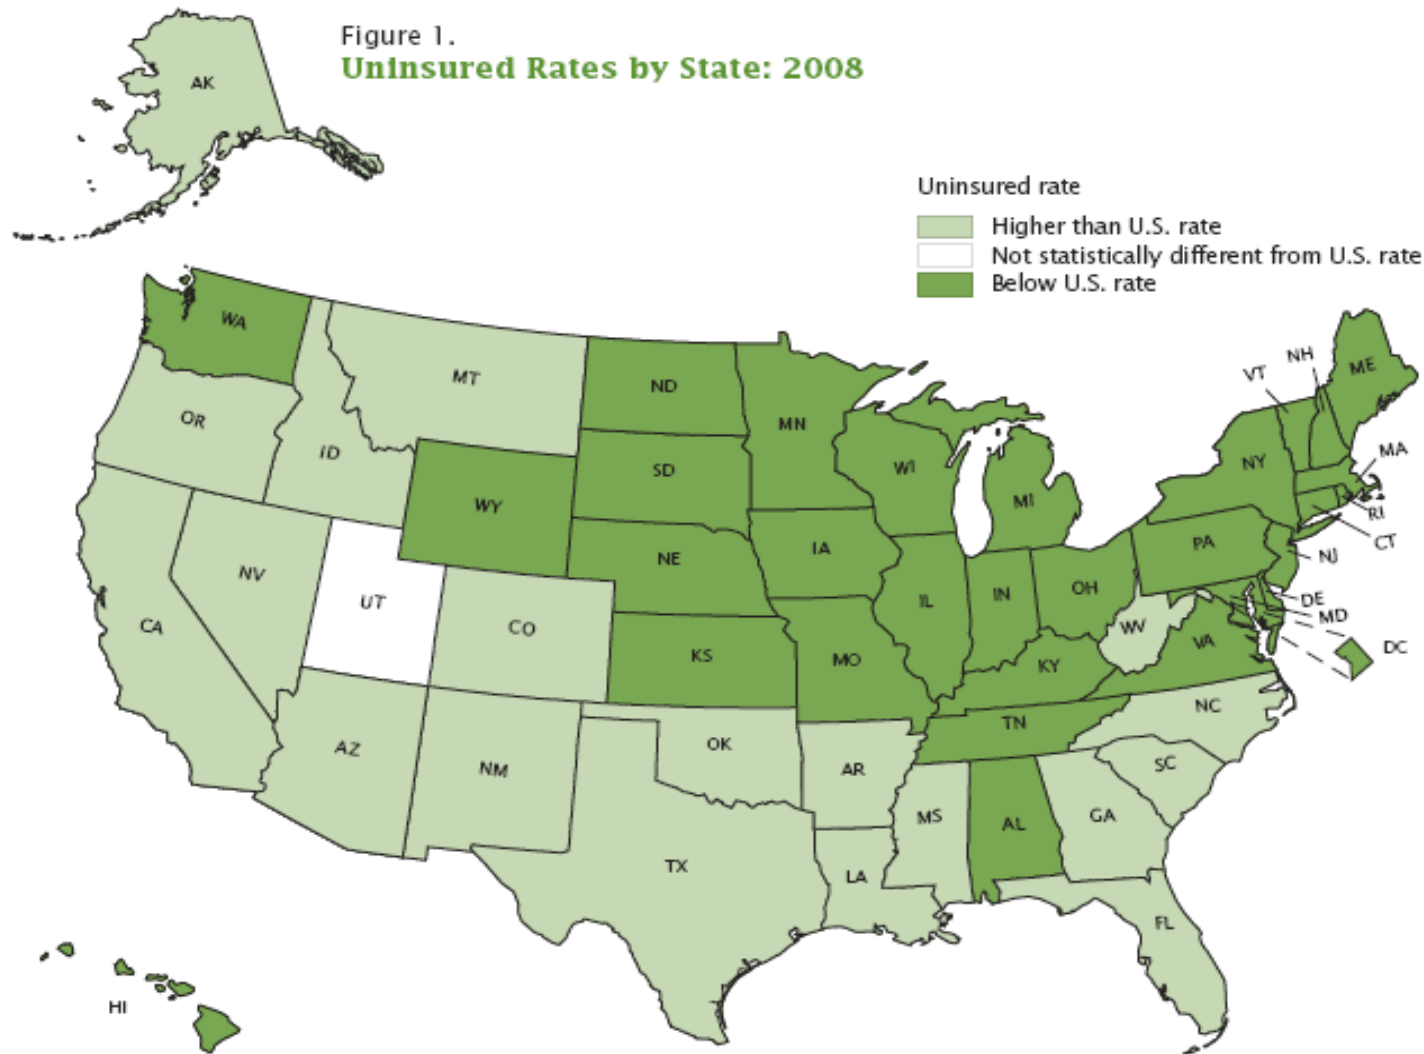 AK
Figure 1.
Uninsured Rates by State: 2008
Uninsured rate
Higher than U.S. rate
Not statistically different from U.S. rate
Below U.S. rate
WA
MT
ND
MN
VT
NH
ME
OR
ID
SD
WI
MI
NY
MA
RI
CT
WY
NE
IA
PA
NJ
NV
UT
CO
IL
IN
OH
DE
MD
DC
CA
KS
MO
KY
WV
VA
AZ
NM
OK
AR
TN
NC
SC
MS
AL
GA
TX
LA
FL
HI